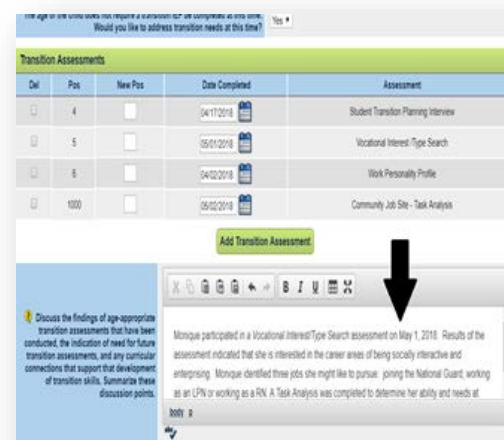 The age of the child does not require a transition IEP be completed at this time.
Would you like to address transition needs at this time? Yes
Transition Assessments
Del Pos New Pos Date Completed Assessment
4 04/17/2018 Student Transition Planning Interview
5 05/01/2018 Vocational Interest /Type Search
6 04/02/2018 Work Personality Profile
1000 05/02/2018 Community Job Site - Task Analysis
Add Transition Assessment
B I U
Discuss the findings of age-appropriate
transition assessments that have been
conducted, the indication of need for future
transition assessments, and any curricular
connections that support that development
of transition skills. Summarize these
discussion points.
Monique participated in a Vocational Interest/Type Search assessment on May 1, 2018. Results of the
assessment indicated that she is interested in the career areas of being socially interactive and
enterprising. Monique identified three jobs she might like to pursue: joining the National Guard, working
as an LPN or working as a RN. A Task Analysis was completed to determine her ability and needs at
body p